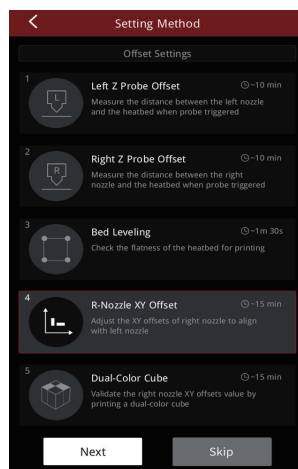 Setting Method
Offset Settings
1
L
Left Z Probe Offset
~10 min
Measure the distance between the left nozzle
and the heatbed when probe triggered
2
R
Right Z Probe Offset
~10 min
Measure the distance between the right
nozzle and the heatbed when probe triggered
3
Bed Leveling
~1m 30s
Check the flatness of the heatbed for printing
4
R-Nozzle XY Offset
~15 min
Adjust the XY offsets of right nozzle to align
with left nozzle
5
Dual-Color Cube
~15 min
Validate the right nozzle XY offsets value by
printing a dual-color cube
Next
Skip